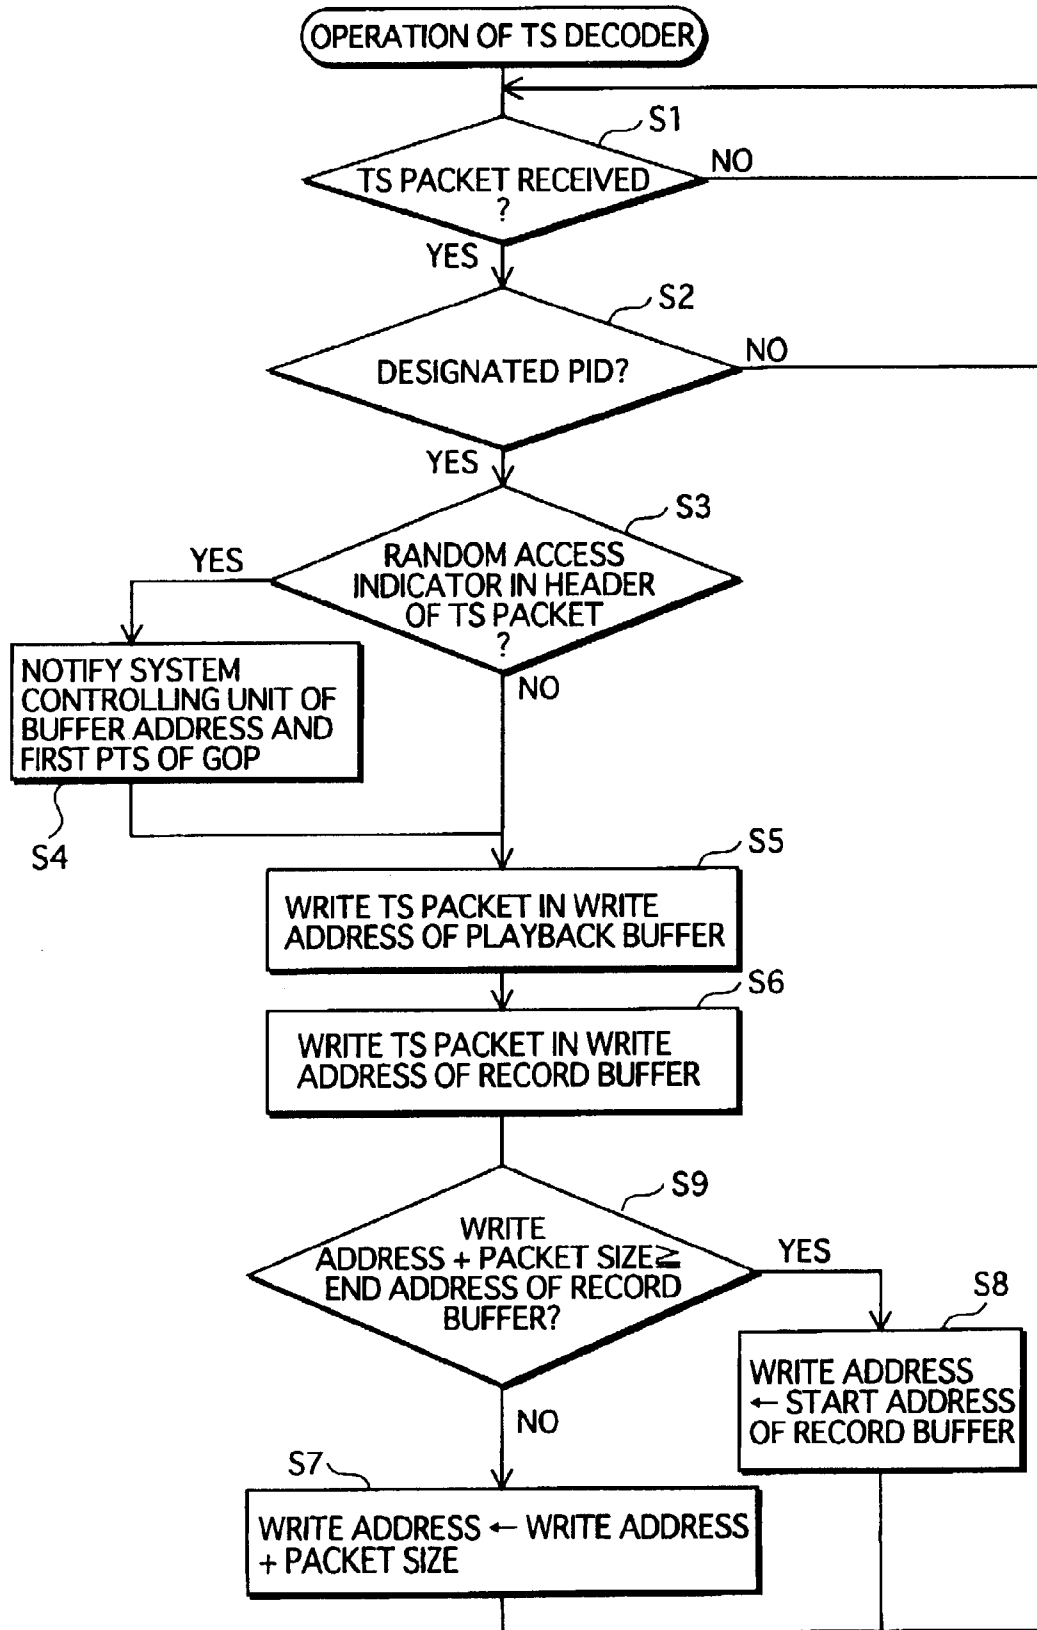 OPERATION OF TS DECODER
S1
TS PACKET RECEIVED
?
NO
YES
S2
DESIGNATED PID?
NO
YES
S3
RANDOM ACCESS
INDICATOR IN HEADER
OF TS PACKET
?
YES
NO
NOTIFY SYSTEM
CONTROLLING UNIT OF
BUFFER ADDRESS AND
FIRST PTS OF GOP
S4
S5
WRITE TS PACKET IN WRITE
ADDRESS OF PLAYBACK BUFFER
S6
WRITE TS PACKET IN WRITE
ADDRESS OF RECORD BUFFER
S9
WRITE
ADDRESS + PACKET SIZE≧
END ADDRESS OF RECORD
BUFFER?
YES
NO
S8
WRITE ADDRESS
← START ADDRESS
OF RECORD BUFFER
S7
WRITE ADDRESS ← WRITE ADDRESS
+ PACKET SIZE